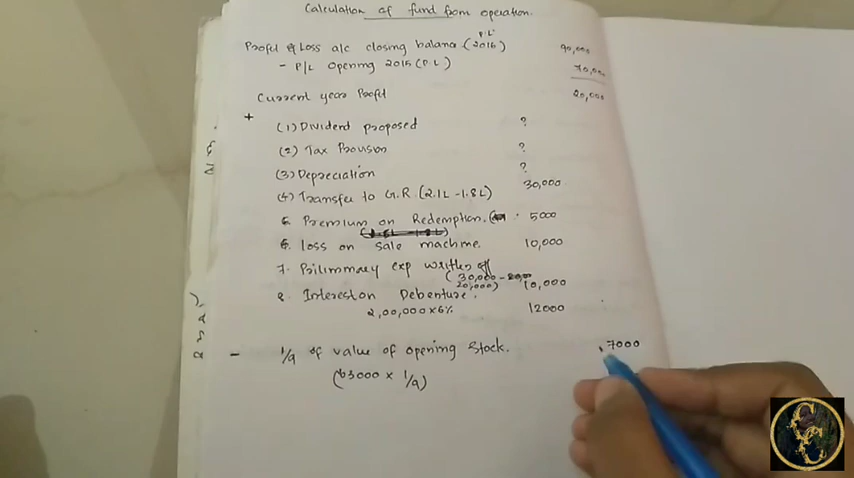 Calculation of fund from operation.
Profit & Loss a/c closing balance (2016) P.L 90,000
- P/L Opening 2015 (P.L) 70,000
Current year Profit 20,000
+
(1) Dividend proposed ?
(2) Tax Provision ?
(3) Depreciation ?
(4) Transfer to G.R. (2.1L - 1.8L) 30,000
5 Premium on Redemption. 5000
6. loss on sale machine. 10,000
7. Prilimmary exp written off
(30,000 - 20,000) 10,000
8 Interest on Debenture.
2,00,000 x 6% 12000
- 1/9 of value of opening stock. 7000
(63000 x 1/9)